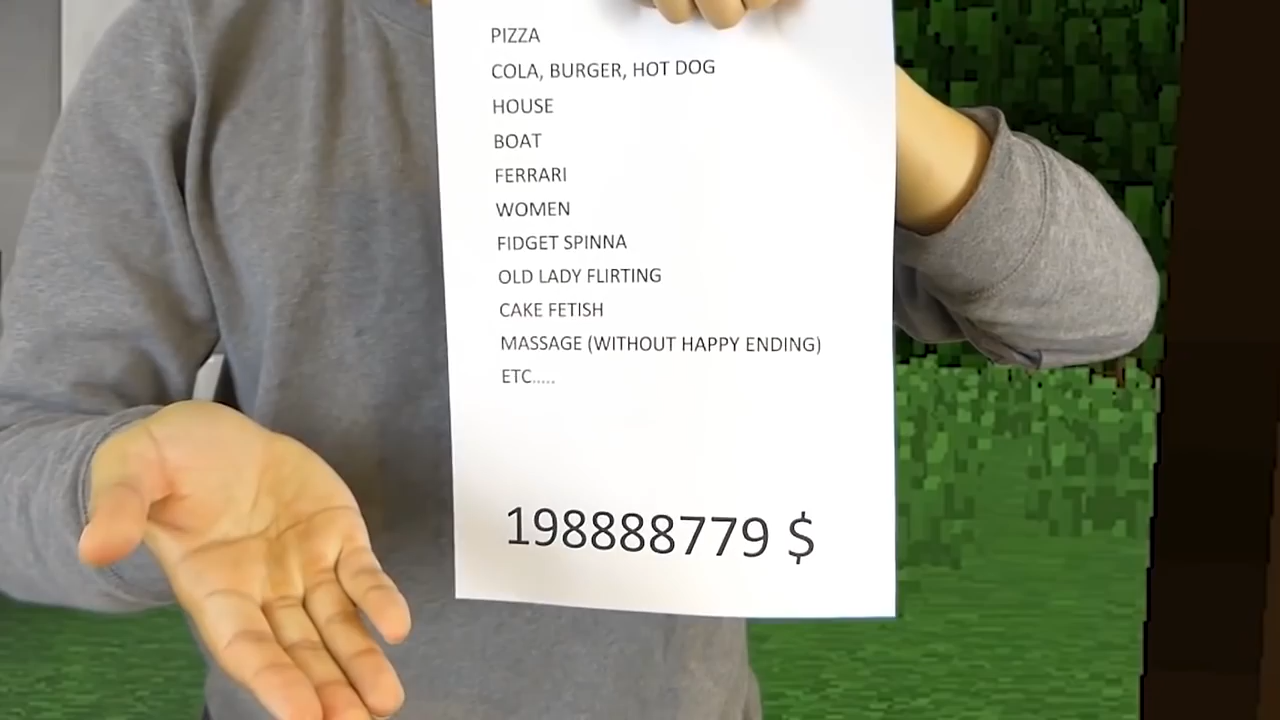 PIZZA
COLA, BURGER, HOT DOG
HOUSE
BOAT
FERRARI
WOMEN
FIDGET SPINNA
OLD LADY FLIRTING
CAKE FETISH
MASSAGE (WITHOUT HAPPY ENDING)
ETC.....
198888779 $